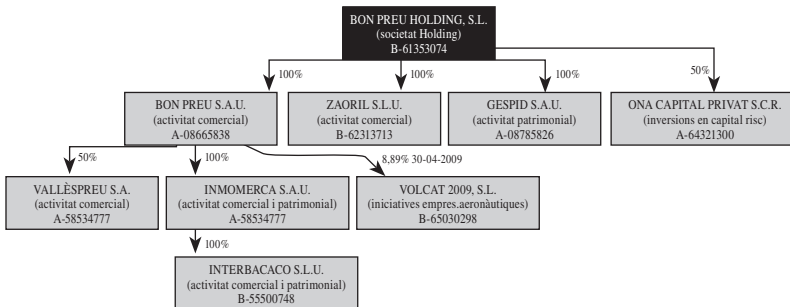 BON PREU HOLDING, S.L.
(societat Holding)
B-61353074
100%
100%
100%
50%
BON PREU S.A.U.
(activitat comercial)
A-08665838
ZAORIL S.L.U.
(activitat comercial)
B-62313713
GESPID S.A.U.
(activitat patrimonial)
A-08785826
ONA CAPITAL PRIVAT S.C.R.
(inversions en capital risc)
A-64321300
50%
100%
8,89% 30-04-2009
VALLÈSPREU S.A.
(activitat comercial)
A-58534777
INMOMERCA S.A.U.
(activitat comercial i patrimonial)
A-58534777
VOLCAT 2009, S.L.
(iniciatives empres.aeronàutiques)
B-65030298
100%
INTERBACACO S.L.U.
(activitat comercial i patrimonial)
B-55500748